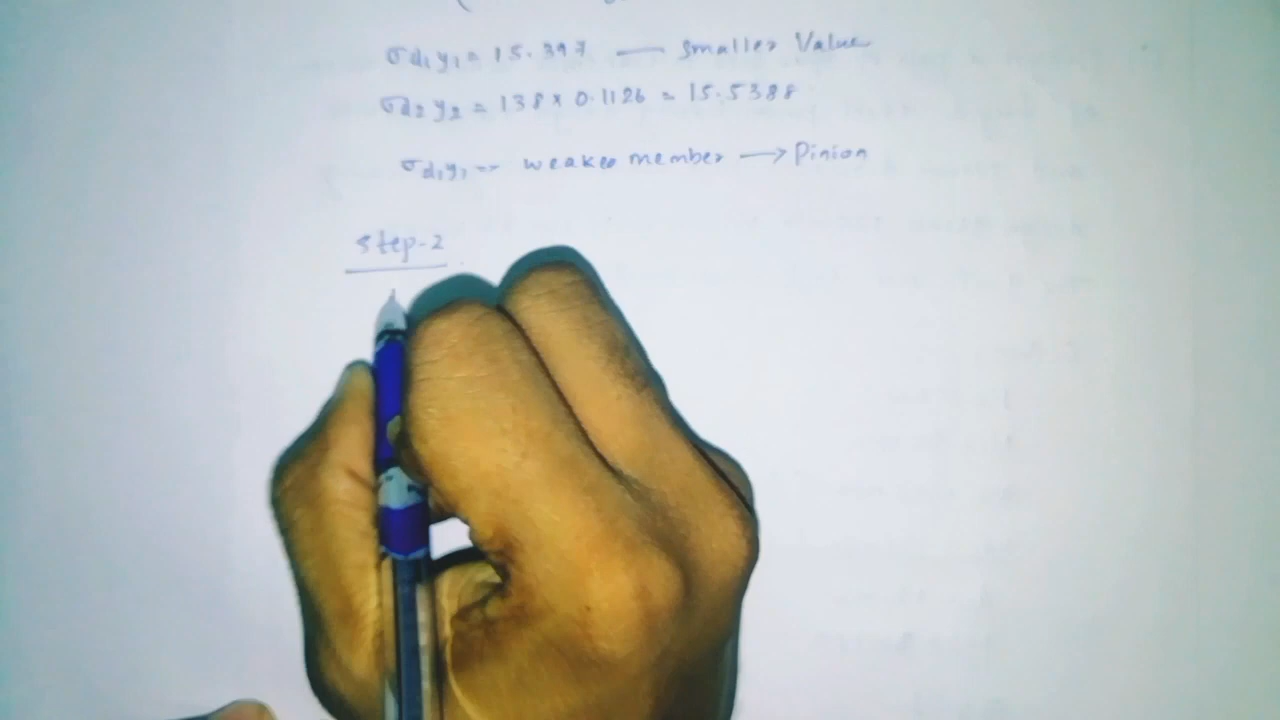 σd₁y₁ = 15.397 — smaller Value
σd₂y₂ = 138 × 0.1126 = 15.5388
σd₁y₁ — weaker member → Pinion
step-2